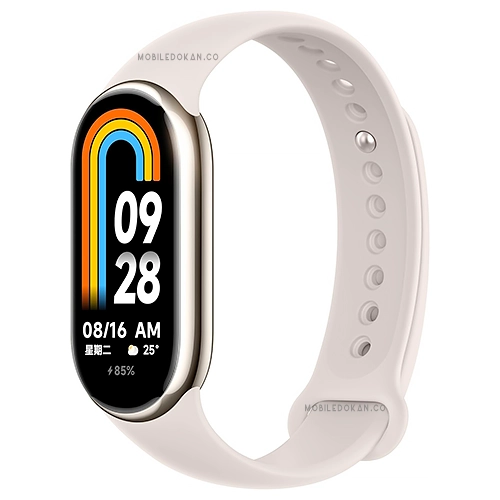 MOBILEDOKAN.CO
09
28
08/16 AM
星期二 25°
85%
MOBILEDOKAN.CO